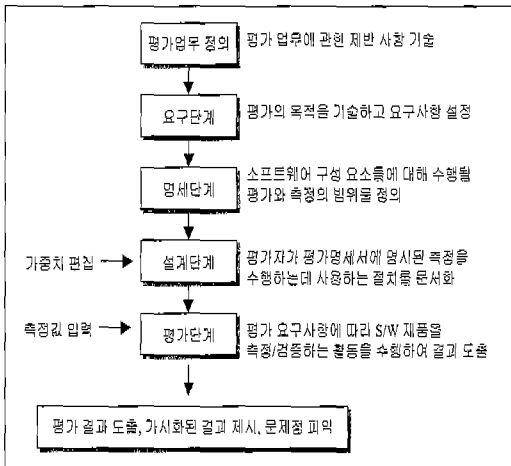 평가업무 정의
평가 업무에 관한 제반 사항 기술
요구단계
평가의 목적을 기술하고 요구사항 설정
명세단계
소프트웨어 구성 요소들에 대해 수행될
평가와 측정의 범위를 정의
가중치 편집
설계단계
평가자가 평가명세서에 명시된 측정을
수행하는데 사용하는 절차를 문서화
측정값 입력
평가단계
평가 요구사항에 따라 S/W 제품을
측정/검증하는 활동을 수행하여 결과 도출
평가 결과 도출, 가시화된 결과 제시, 문제점 파악